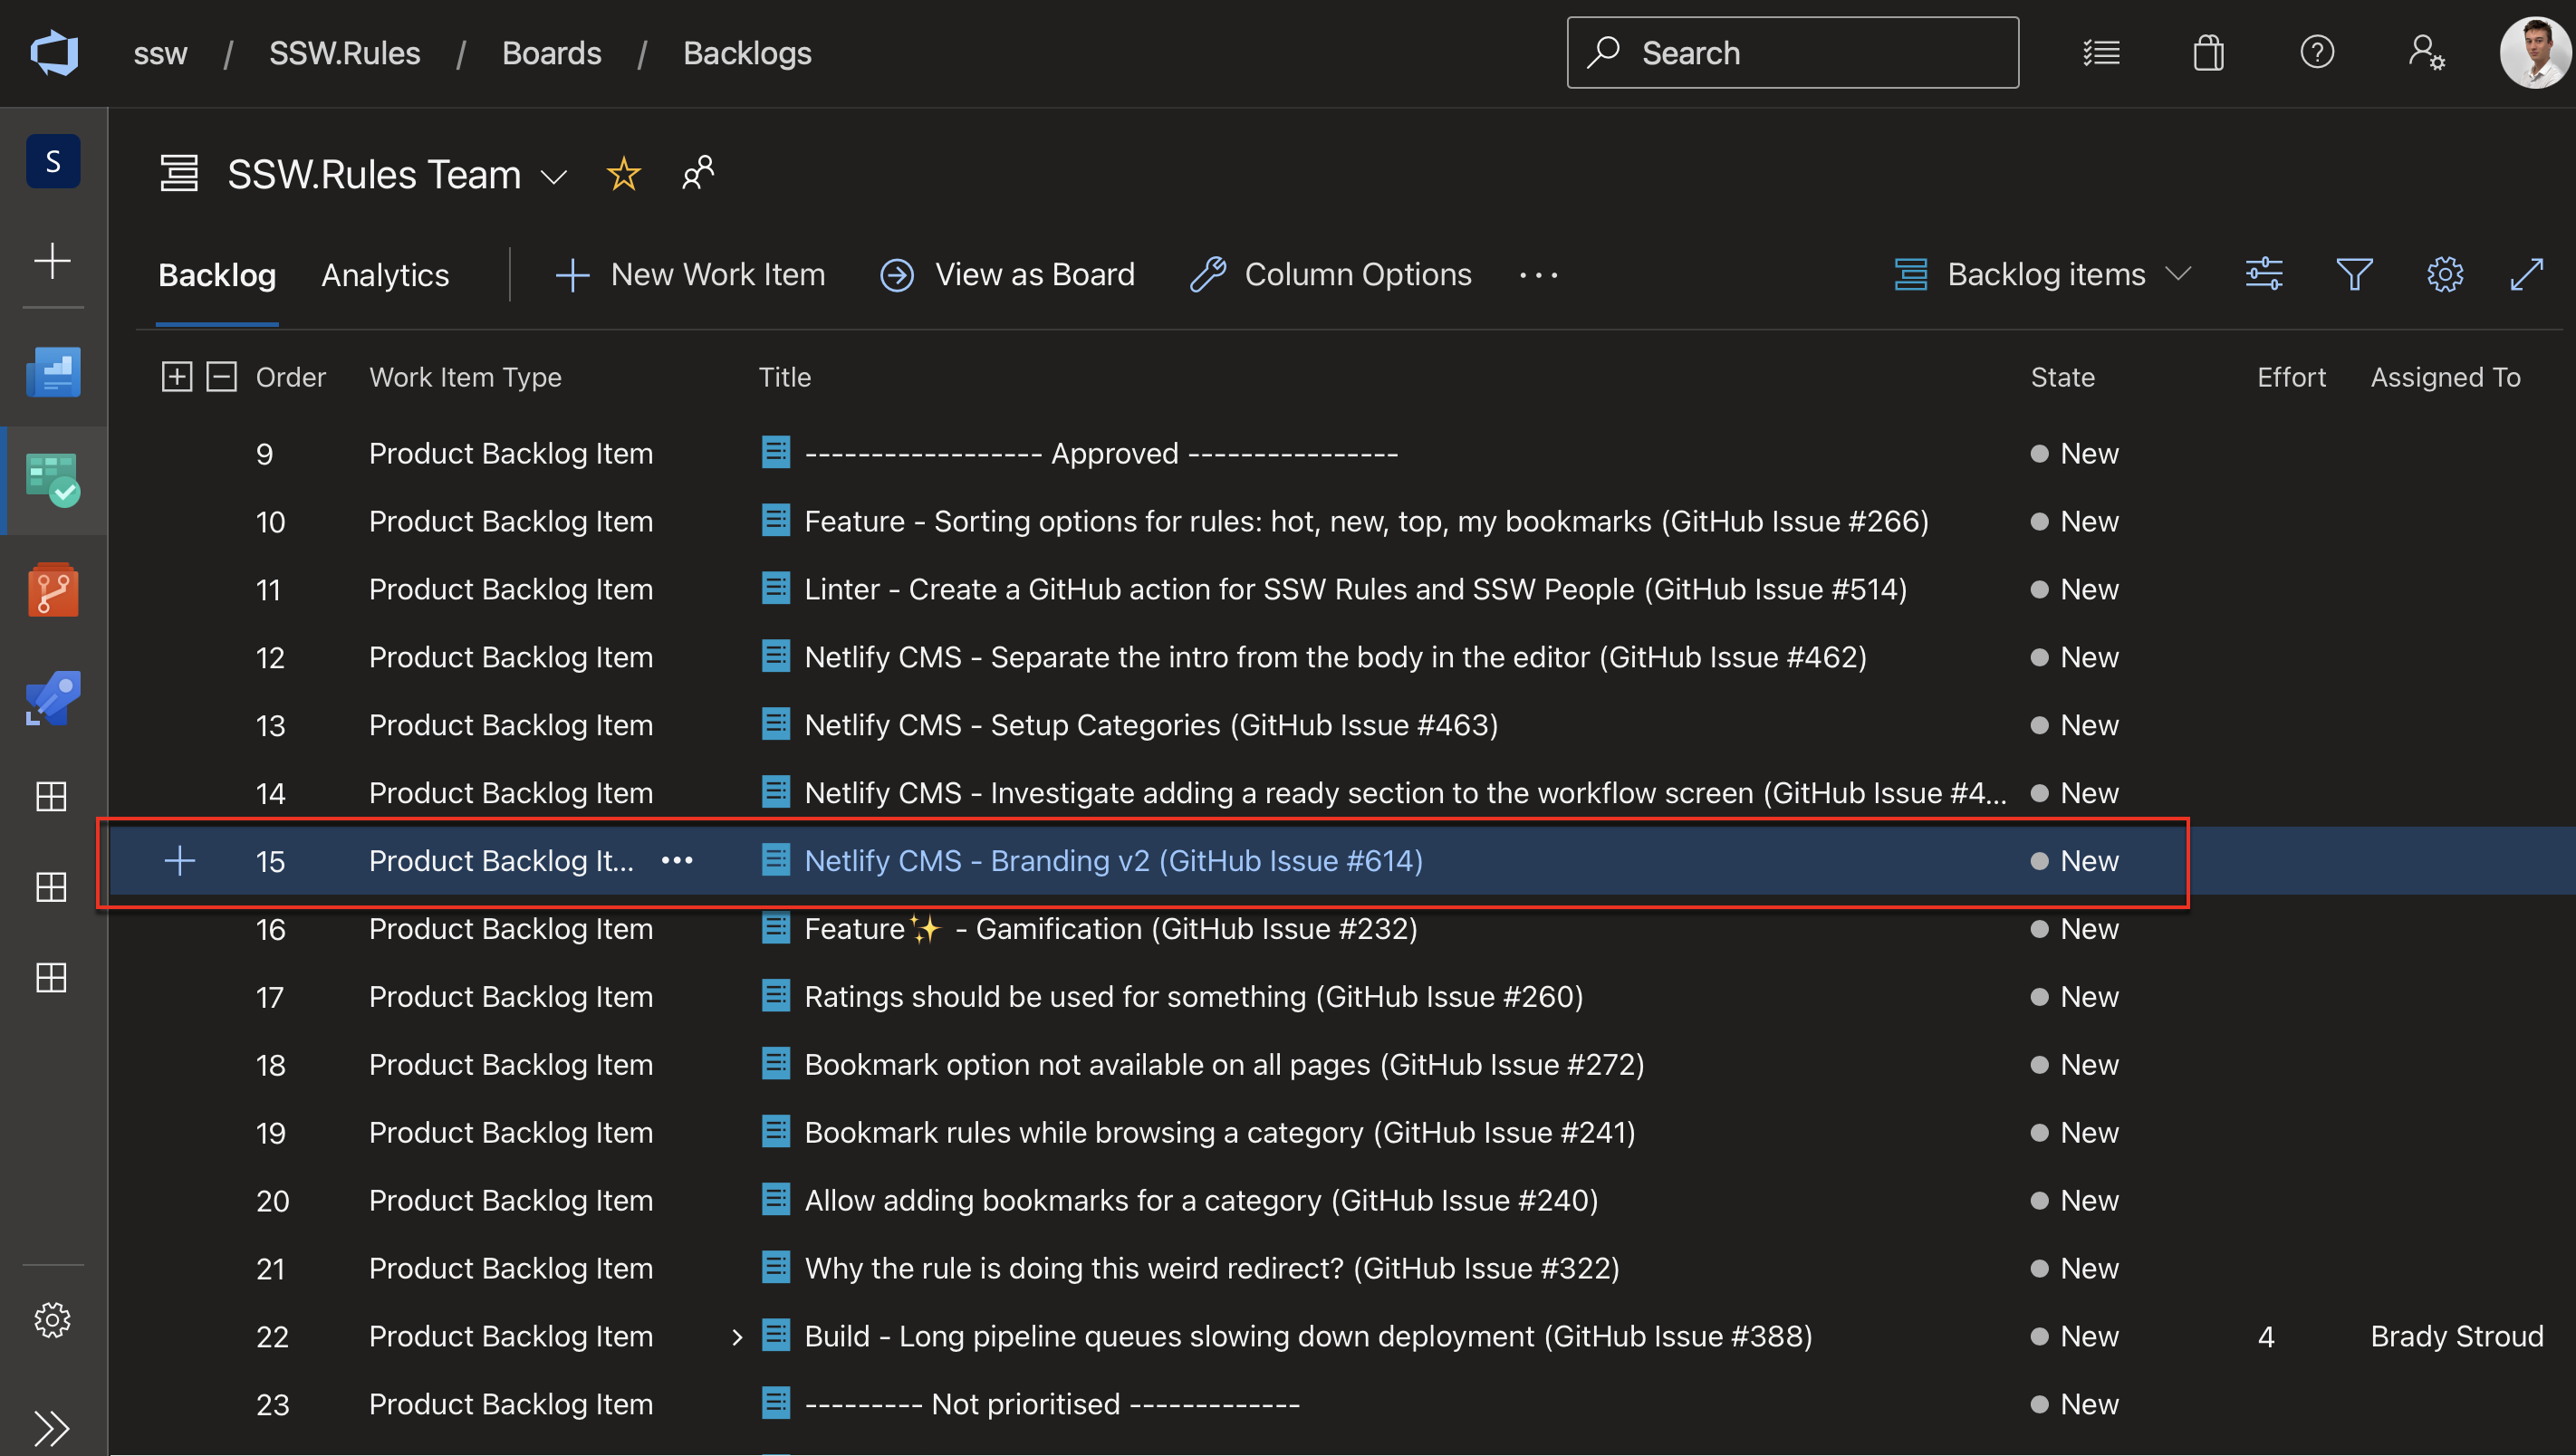 ssw / SSW.Rules / Boards / Backlogs Search
S SSW.Rules Team
Backlog Analytics New Work Item View as Board Column Options ... Backlog items
Order Work Item Type Title State Effort Assigned To
9 Product Backlog Item ------------------ Approved ---------------- New
10 Product Backlog Item Feature - Sorting options for rules: hot, new, top, my bookmarks (GitHub Issue #266) New
11 Product Backlog Item Linter - Create a GitHub action for SSW Rules and SSW People (GitHub Issue #514) New
12 Product Backlog Item Netlify CMS - Separate the intro from the body in the editor (GitHub Issue #462) New
13 Product Backlog Item Netlify CMS - Setup Categories (GitHub Issue #463) New
14 Product Backlog Item Netlify CMS - Investigate adding a ready section to the workflow screen (GitHub Issue #4... New
15 Product Backlog It... ... Netlify CMS - Branding v2 (GitHub Issue #614) New
16 Product Backlog Item Feature✨ - Gamification (GitHub Issue #232) New
17 Product Backlog Item Ratings should be used for something (GitHub Issue #260) New
18 Product Backlog Item Bookmark option not available on all pages (GitHub Issue #272) New
19 Product Backlog Item Bookmark rules while browsing a category (GitHub Issue #241) New
20 Product Backlog Item Allow adding bookmarks for a category (GitHub Issue #240) New
21 Product Backlog Item Why the rule is doing this weird redirect? (GitHub Issue #322) New
22 Product Backlog Item Build - Long pipeline queues slowing down deployment (GitHub Issue #388) New 4 Brady Stroud
23 Product Backlog Item --------- Not prioritised ------------- New